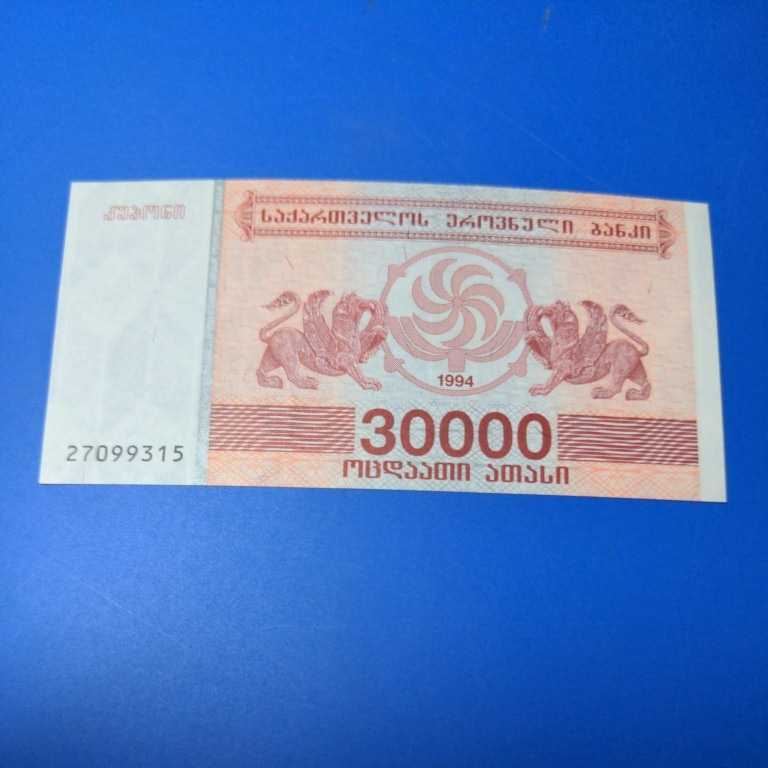 კუპონი
საქართველოს ეროვნული ბანკი
1994
30000
ოცდაათი ათასი
27099315